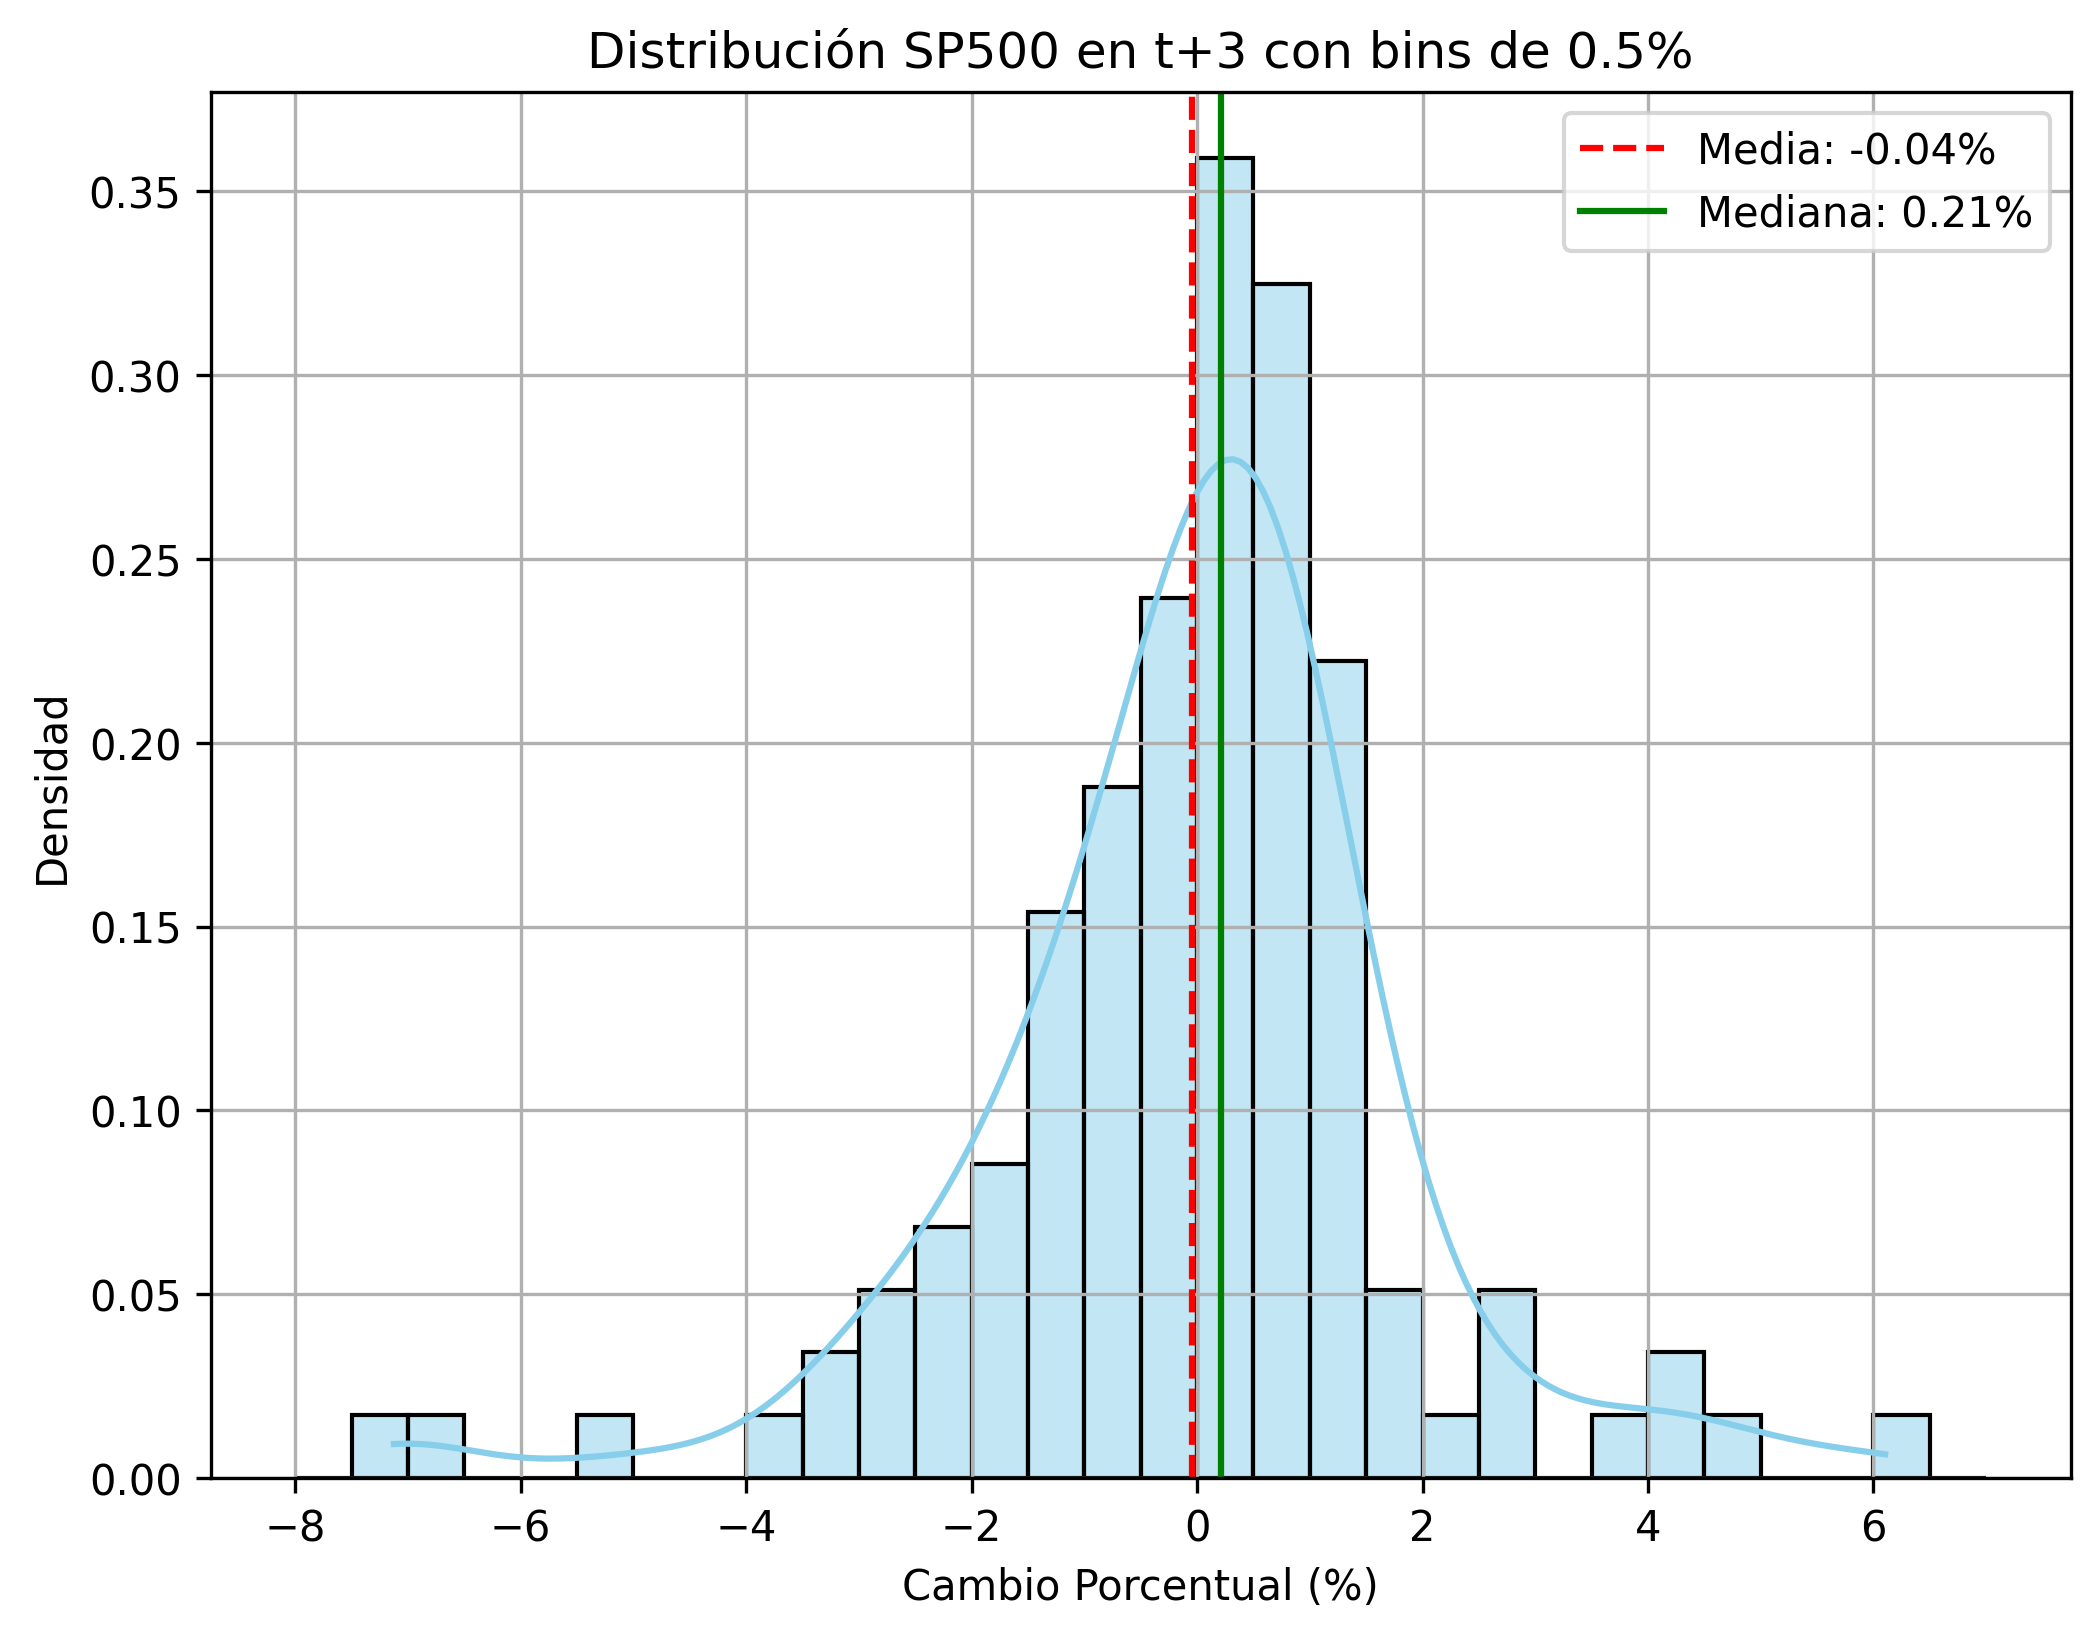 Distribución SP500 en t+3 con bins de 0.5%
Media: -0.04%
Mediana: 0.21%
Densidad
0.35
0.30
0.25
0.20
0.15
0.10
0.05
0.00
−8 −6 −4 −2 0 2 4 6
Cambio Porcentual (%)